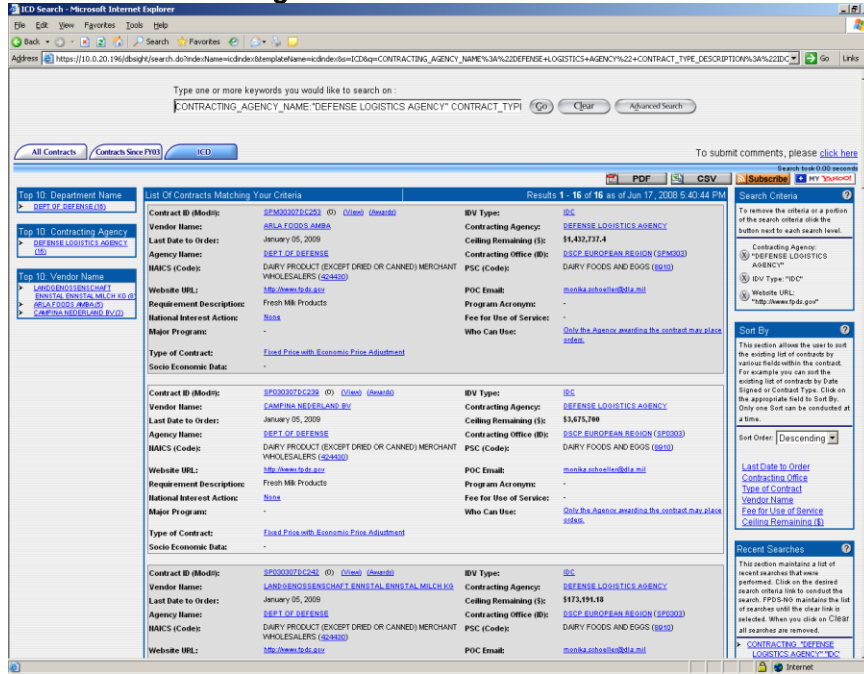 ICD Search - Microsoft Internet Explorer
File Edit View Favorites Tools Help
Back Search Favorites
Address https://10.0.20.196/dbsight/search.do?indexName=icdindex&templateName=icdindex&s=ICD&q=CONTRACTING_AGENCY_NAME%3A%22DEFENSE+LOGISTICS+AGENCY%22+CONTRACT_TYPE_DESCRIPTION%3A%22IDC Go Links
Type one or more keywords you would like to search on :
CONTRACTING_AGENCY_NAME:"DEFENSE LOGISTICS AGENCY" CONTRACT_TYPI Go Clear Advanced Search
All Contracts Contracts Since FY03 ICD
To submit comments, please click here
Search took 0.00 seconds
PDF CSV Subscribe MY YAHOO!
Top 10: Department Name
DEPT OF DEFENSE (16)
Top 10: Contracting Agency
DEFENSE LOGISTICS AGENCY
Top 10: Vendor Name
LANDGENOSSENSCHAFT
ENNSTAL ENNSTAL MILCH KG
ARLA FOODS AMBA (5)
CAMPINA NEDERLAND BV
List Of Contracts Matching Your Criteria Results 1 - 16 of 16 as of Jun 17, 2008 5:40:44 PM
Contract ID (Mod#): SPM30307DC253 (0) (View) (Awards) IDV Type: IDC
Vendor Name: ARLA FOODS AMBA Contracting Agency: DEFENSE LOGISTICS AGENCY
Last Date to Order: January 05, 2009 Ceiling Remaining ($): $1,432,737.4
Agency Name: DEPT OF DEFENSE Contracting Office (ID): DSCP EUROPEAN REGION (SPM303)
NAICS (Code): DAIRY PRODUCT (EXCEPT DRIED OR CANNED) MERCHANT PSC (Code): DAIRY FOODS AND EGGS (8910)
WHOLESALERS (424430)
Website URL: http://www.fpds.gov POC Email: monika.schoeller@dla.mil
Requirement Description: Fresh Milk Products Program Acronym: -
National Interest Action: None Fee for Use of Service: -
Major Program: - Who Can Use: Only the Agency awarding the contract may place
orders.
Type of Contract: Fixed Price with Economic Price Adjustment
Socio Economic Data: -
Contract ID (Mod#): SP030307DC239 (0) (View) (Awards) IDV Type: IDC
Vendor Name: CAMPINA NEDERLAND BV Contracting Agency: DEFENSE LOGISTICS AGENCY
Last Date to Order: January 05, 2009 Ceiling Remaining ($): $3,675,700
Agency Name: DEPT OF DEFENSE Contracting Office (ID): DSCP EUROPEAN REGION (SP0303)
NAICS (Code): DAIRY PRODUCT (EXCEPT DRIED OR CANNED) MERCHANT PSC (Code): DAIRY FOODS AND EGGS (8910)
WHOLESALERS (424430)
Website URL: http://www.fpds.gov POC Email: monika.schoeller@dla.mil
Requirement Description: Fresh Milk Products Program Acronym: -
National Interest Action: None Fee for Use of Service: -
Major Program: - Who Can Use: Only the Agency awarding the contract may place
orders.
Type of Contract: Fixed Price with Economic Price Adjustment
Socio Economic Data: -
Contract ID (Mod#): SP030307DC242 (0) (View) (Awards) IDV Type: IDC
Vendor Name: LANDGENOSSENSCHAFT ENNSTAL ENNSTAL MILCH KG Contracting Agency: DEFENSE LOGISTICS AGENCY
Last Date to Order: January 05, 2009 Ceiling Remaining ($): $173,191.18
Agency Name: DEPT OF DEFENSE Contracting Office (ID): DSCP EUROPEAN REGION (SP0303)
NAICS (Code): DAIRY PRODUCT (EXCEPT DRIED OR CANNED) MERCHANT PSC (Code): DAIRY FOODS AND EGGS (8910)
WHOLESALERS (424430)
Website URL: http://www.fpds.gov POC Email: monika.schoeller@dla.mil
Search Criteria
To remove the criteria or a portion
of the search criteria click the
button next to each search level.
Contracting Agency:
"DEFENSE LOGISTICS
AGENCY"
IDV Type: "IDC"
Website URL:
"http://www.fpds.gov"
Sort By
This section allows the user to sort
the existing list of contracts by
various fields within the contract.
For example you can sort the
existing list of contracts by Date
Signed or Contract Type. Click on
the appropriate field to Sort By.
Only one Sort can be conducted at
a time.
Sort Order: Descending
Last Date to Order
Contracting Office
Type of Contract
Vendor Name
Fee for Use of Service
Ceiling Remaining ($)
Recent Searches
This section maintains a list of
recent searches that were
performed. Click on the desired
search criteria link to conduct the
search. FPDS-NG maintains the list
of searches until the clear link is
selected. When you click on Clear
all searches are removed.
CONTRACTING "DEFENSE
LOGISTICS AGENCY" "IDC"
Internet